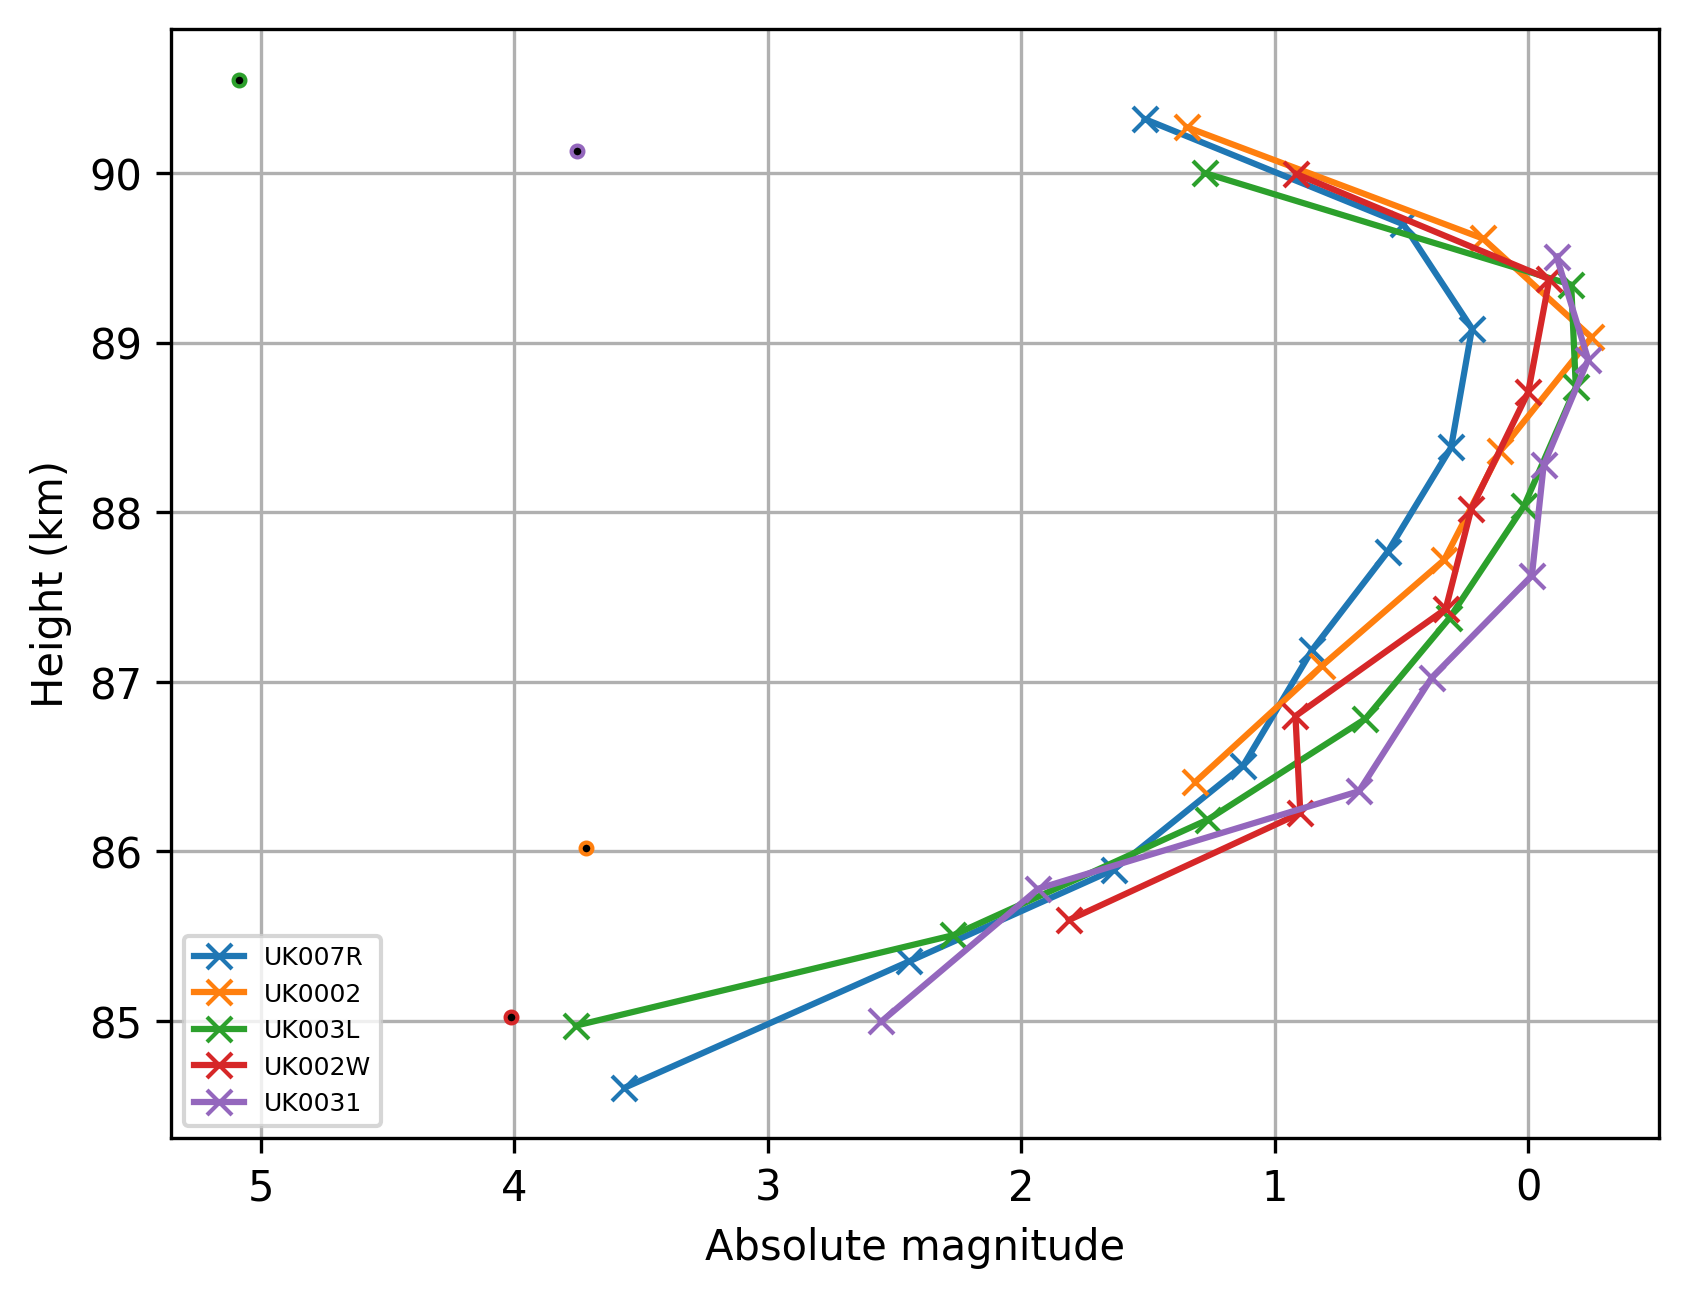 90
89
88
87
86
85
Height (km)
UK007R
UK0002
UK003L
UK002W
UK0031
5 4 3 2 1 0
Absolute magnitude